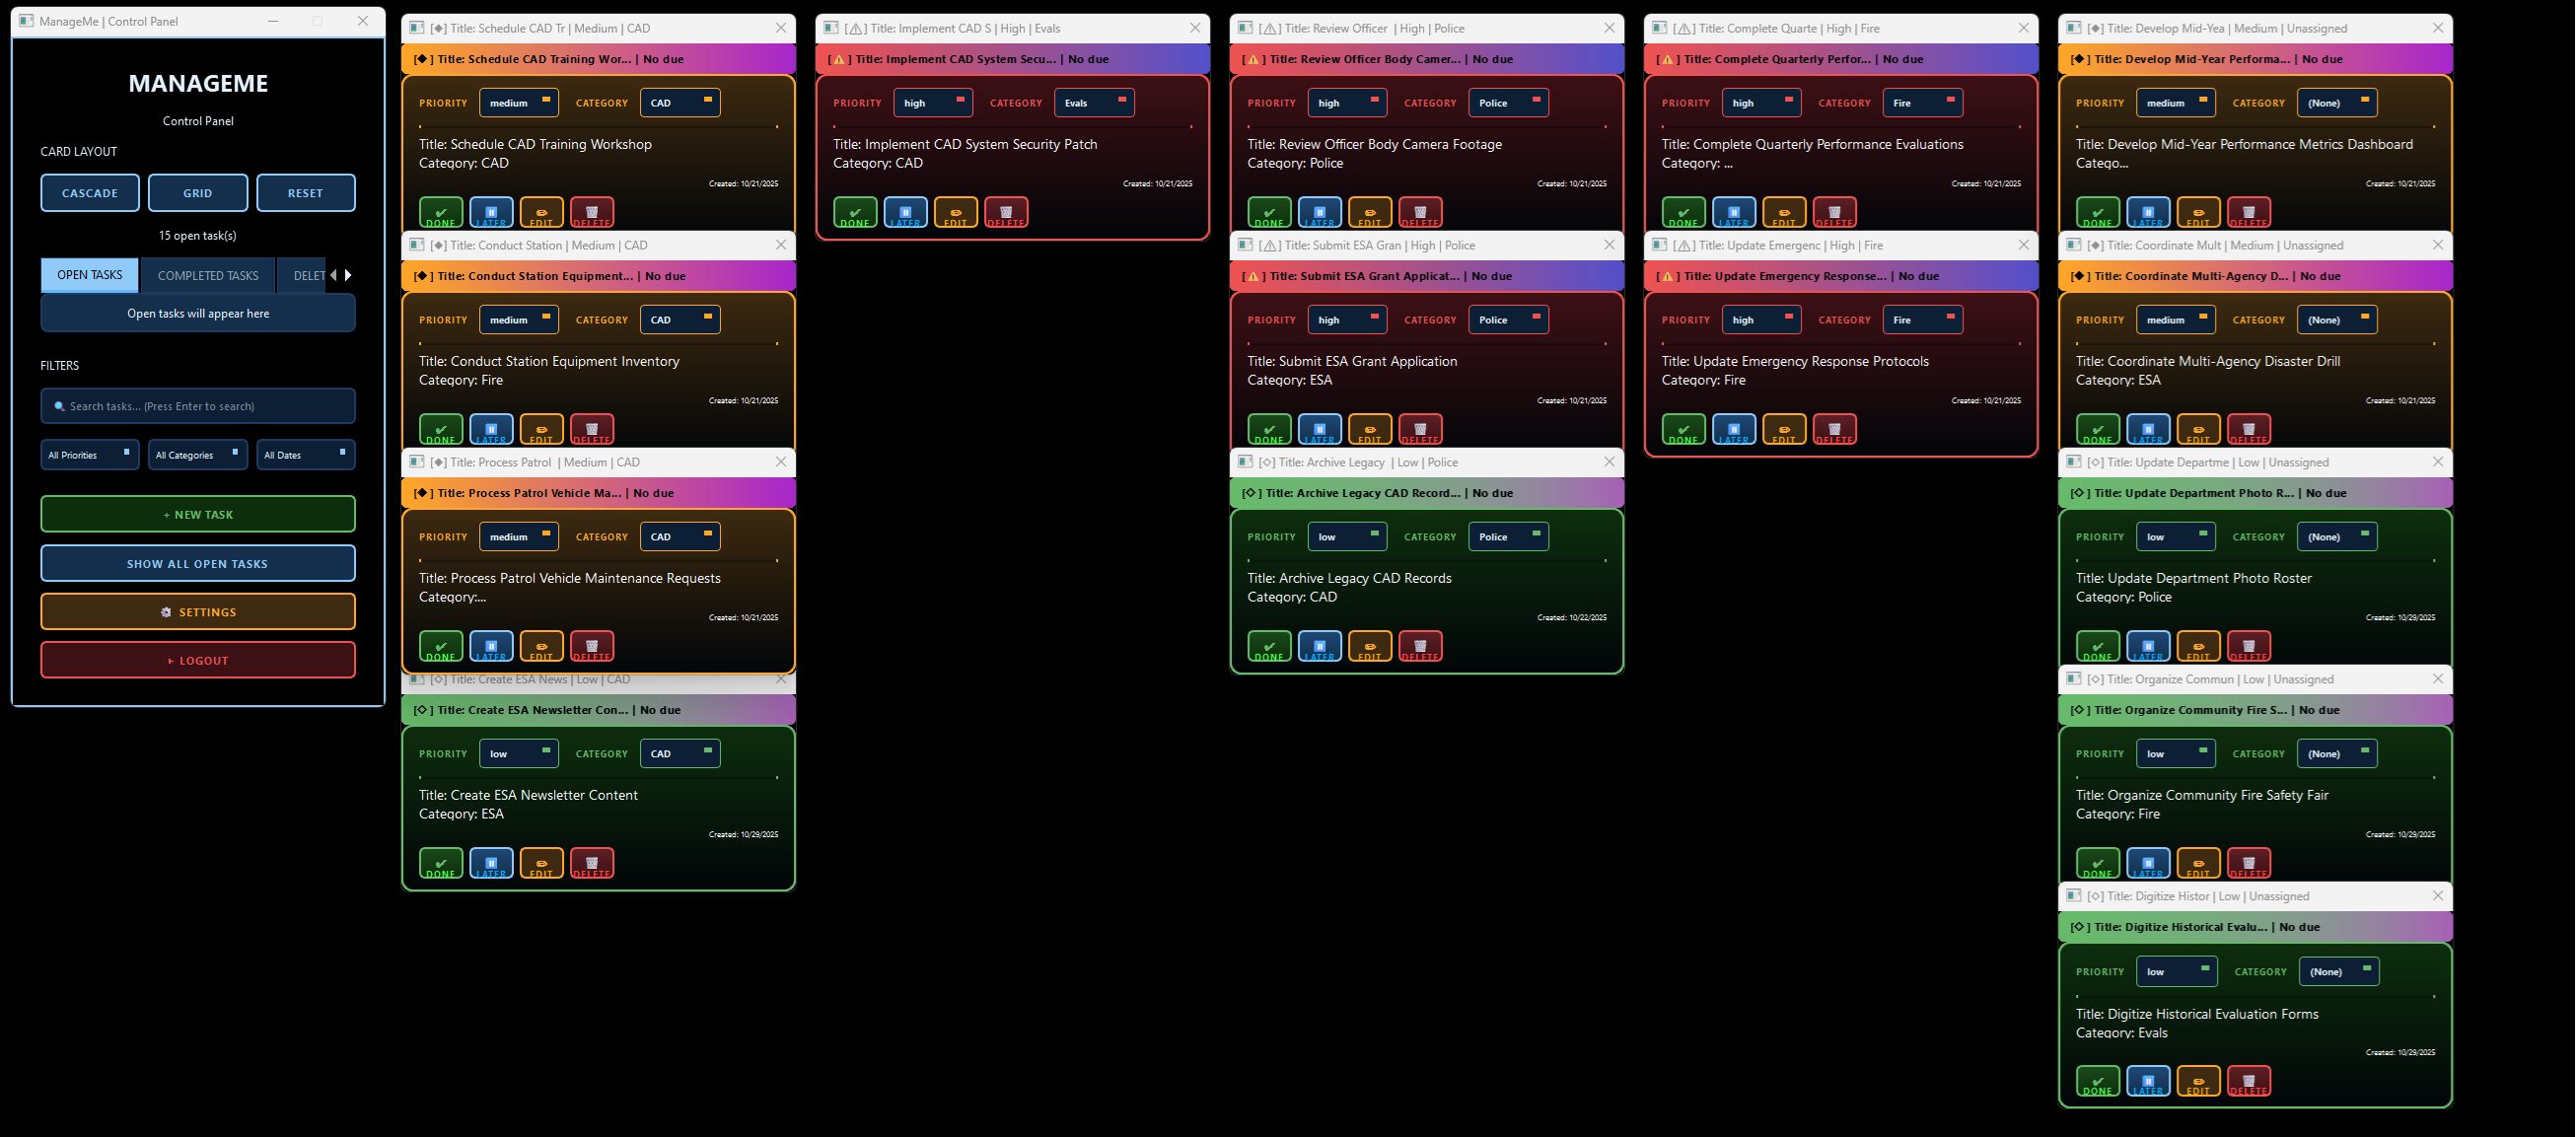 ManageMe | Control Panel
MANAGEME
Control Panel
CARD LAYOUT
CASCADE GRID RESET
15 open task(s)
OPEN TASKS COMPLETED TASKS DELET
Open tasks will appear here
FILTERS
Search tasks... (Press Enter to search)
All Priorities All Categories All Dates
+ NEW TASK
SHOW ALL OPEN TASKS
SETTINGS
LOGOUT
[◆] Title: Schedule CAD Tr | Medium | CAD
[◆] Title: Schedule CAD Training Wor... | No due
PRIORITY medium CATEGORY CAD
Title: Schedule CAD Training Workshop
Category: CAD
Created: 10/21/2025
DONE LATER EDIT DELETE
[◆] Title: Conduct Station | Medium | CAD
[◆] Title: Conduct Station Equipment... | No due
PRIORITY medium CATEGORY CAD
Title: Conduct Station Equipment Inventory
Category: Fire
Created: 10/21/2025
DONE LATER EDIT DELETE
[◆] Title: Process Patrol | Medium | CAD
[◆] Title: Process Patrol Vehicle Ma... | No due
PRIORITY medium CATEGORY CAD
Title: Process Patrol Vehicle Maintenance Requests
Category:...
Created: 10/21/2025
DONE LATER EDIT DELETE
[◇] Title: Create ESA News | Low | CAD
[◇] Title: Create ESA Newsletter Con... | No due
PRIORITY low CATEGORY CAD
Title: Create ESA Newsletter Content
Category: ESA
Created: 10/29/2025
DONE LATER EDIT DELETE
[⚠] Title: Implement CAD S | High | Evals
[⚠] Title: Implement CAD System Secu... | No due
PRIORITY high CATEGORY Evals
Title: Implement CAD System Security Patch
Category: CAD
Created: 10/21/2025
DONE LATER EDIT DELETE
[⚠] Title: Review Officer | High | Police
[⚠] Title: Review Officer Body Camer... | No due
PRIORITY high CATEGORY Police
Title: Review Officer Body Camera Footage
Category: Police
Created: 10/21/2025
DONE LATER EDIT DELETE
[⚠] Title: Submit ESA Gran | High | Police
[⚠] Title: Submit ESA Grant Applicat... | No due
PRIORITY high CATEGORY Police
Title: Submit ESA Grant Application
Category: ESA
Created: 10/21/2025
DONE LATER EDIT DELETE
[◇] Title: Archive Legacy | Low | Police
[◇] Title: Archive Legacy CAD Record... | No due
PRIORITY low CATEGORY Police
Title: Archive Legacy CAD Records
Category: CAD
Created: 10/22/2025
DONE LATER EDIT DELETE
[⚠] Title: Complete Quarte | High | Fire
[⚠] Title: Complete Quarterly Perfor... | No due
PRIORITY high CATEGORY Fire
Title: Complete Quarterly Performance Evaluations
Category: ...
Created: 10/21/2025
DONE LATER EDIT DELETE
[⚠] Title: Update Emergenc | High | Fire
[⚠] Title: Update Emergency Response... | No due
PRIORITY high CATEGORY Fire
Title: Update Emergency Response Protocols
Category: Fire
Created: 10/21/2025
DONE LATER EDIT DELETE
[◆] Title: Develop Mid-Yea | Medium | Unassigned
[◆] Title: Develop Mid-Year Performa... | No due
PRIORITY medium CATEGORY (None)
Title: Develop Mid-Year Performance Metrics Dashboard
Catego...
Created: 10/21/2025
DONE LATER EDIT DELETE
[◆] Title: Coordinate Mult | Medium | Unassigned
[◆] Title: Coordinate Multi-Agency D... | No due
PRIORITY medium CATEGORY (None)
Title: Coordinate Multi-Agency Disaster Drill
Category: ESA
Created: 10/21/2025
DONE LATER EDIT DELETE
[◇] Title: Update Departme | Low | Unassigned
[◇] Title: Update Department Photo R... | No due
PRIORITY low CATEGORY (None)
Title: Update Department Photo Roster
Category: Police
Created: 10/29/2025
DONE LATER EDIT DELETE
[◇] Title: Organize Commun | Low | Unassigned
[◇] Title: Organize Community Fire S... | No due
PRIORITY low CATEGORY (None)
Title: Organize Community Fire Safety Fair
Category: Fire
Created: 10/29/2025
DONE LATER EDIT DELETE
[◇] Title: Digitize Histor | Low | Unassigned
[◇] Title: Digitize Historical Evalu... | No due
PRIORITY low CATEGORY (None)
Title: Digitize Historical Evaluation Forms
Category: Evals
Created: 10/29/2025
DONE LATER EDIT DELETE